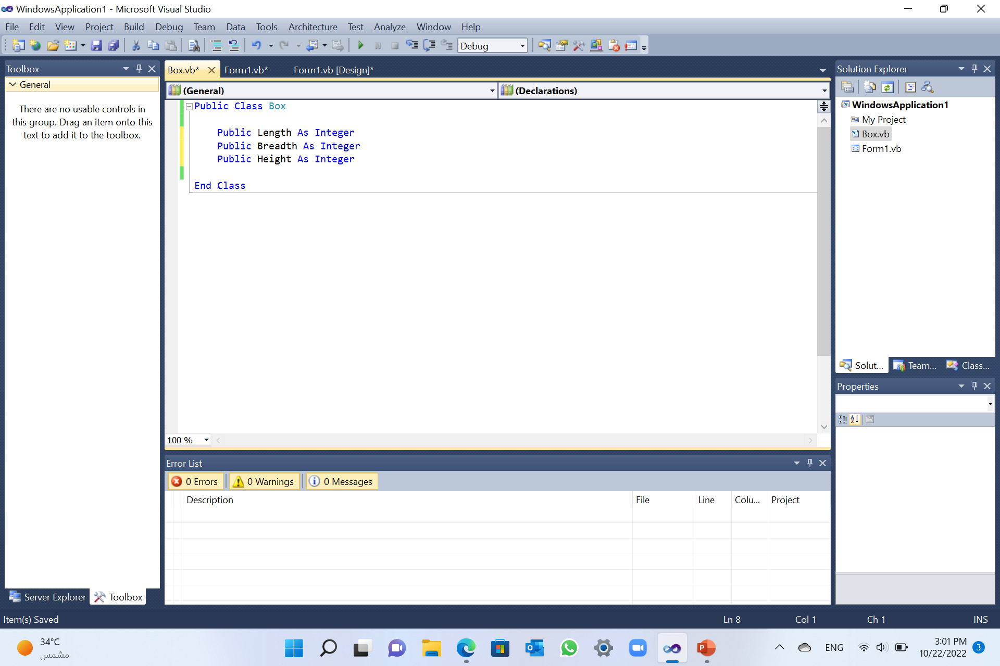 WindowsApplication1 - Microsoft Visual Studio
File Edit View Project Build Debug Team Data Tools Architecture Test Analyze Window Help
Debug
Toolbox
General
There are no usable controls in
this group. Drag an item onto this
text to add it to the toolbox.
Server Explorer
Toolbox
Box.vb*
Form1.vb*
Form1.vb [Design]*
(General)
(Declarations)
Public Class Box
Public Length As Integer
Public Breadth As Integer
Public Height As Integer
End Class
100 %
Error List
0 Errors
0 Warnings
0 Messages
Description File Line Colu... Project
Solution Explorer
WindowsApplication1
My Project
Box.vb
Form1.vb
Solut...
Team...
Class...
Properties
Item(s) Saved
Ln 8 Col 1 Ch 1 INS
34°C
مشمس
ENG
3:01 PM
10/22/2022
3